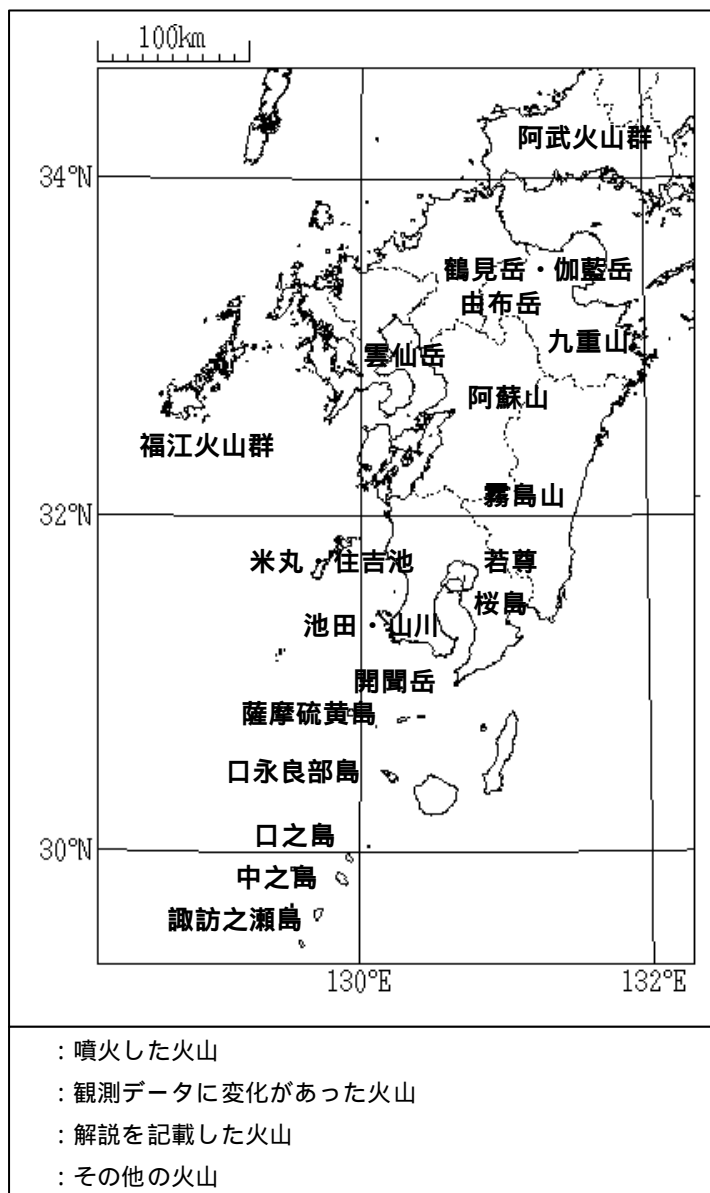 100km
阿武火山群
34°N
鶴見岳・伽藍岳
由布岳
九重山
雲仙岳
阿蘇山
福江火山群
霧島山
32°N
米丸・住吉池
若尊
桜島
池田・山川
開聞岳
薩摩硫黄島
口永良部島
口之島
30°N
中之島
諏訪之瀬島
130°E
132°E
：噴火した火山
：観測データに変化があった火山
：解説を記載した火山
：その他の火山